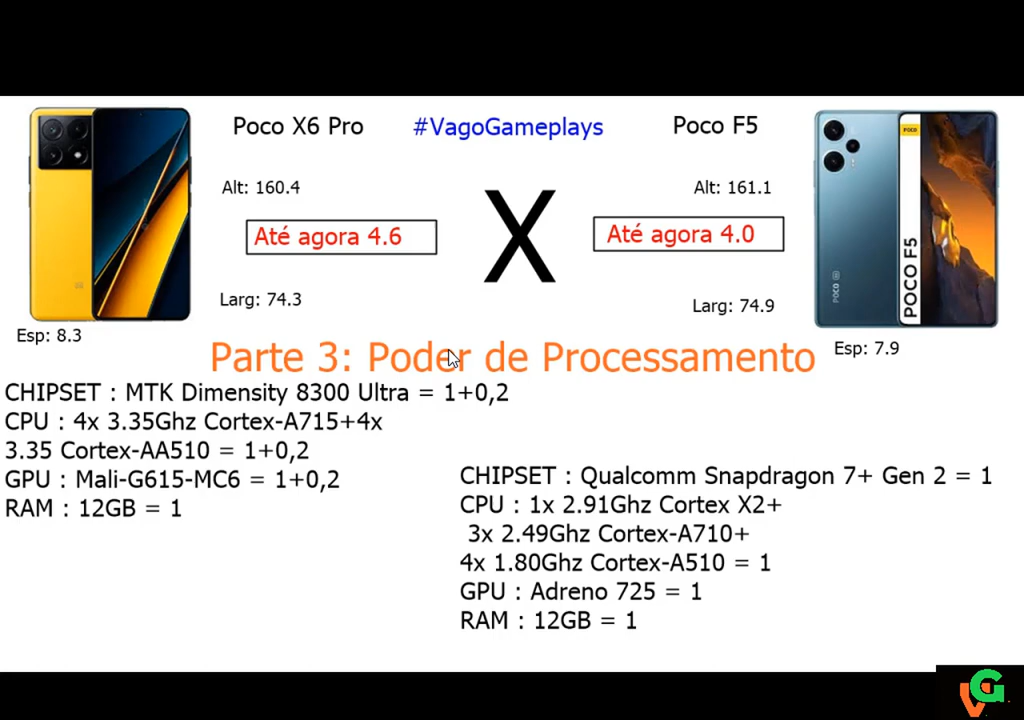 Poco X6 Pro
#VagoGameplays
Poco F5
Alt: 160.4
Alt: 161.1
X
Até agora 4.6
Até agora 4.0
Larg: 74.3
Larg: 74.9
Esp: 8.3
Esp: 7.9
POCO
POCO
POCO F5
Parte 3: Poder de Processamento
CHIPSET : MTK Dimensity 8300 Ultra = 1+0,2
CPU : 4x 3.35Ghz Cortex-A715+4x
3.35 Cortex-AA510 = 1+0,2
GPU : Mali-G615-MC6 = 1+0,2
RAM : 12GB = 1
CHIPSET : Qualcomm Snapdragon 7+ Gen 2 = 1
CPU : 1x 2.91Ghz Cortex X2+
3x 2.49Ghz Cortex-A710+
4x 1.80Ghz Cortex-A510 = 1
GPU : Adreno 725 = 1
RAM : 12GB = 1
VG